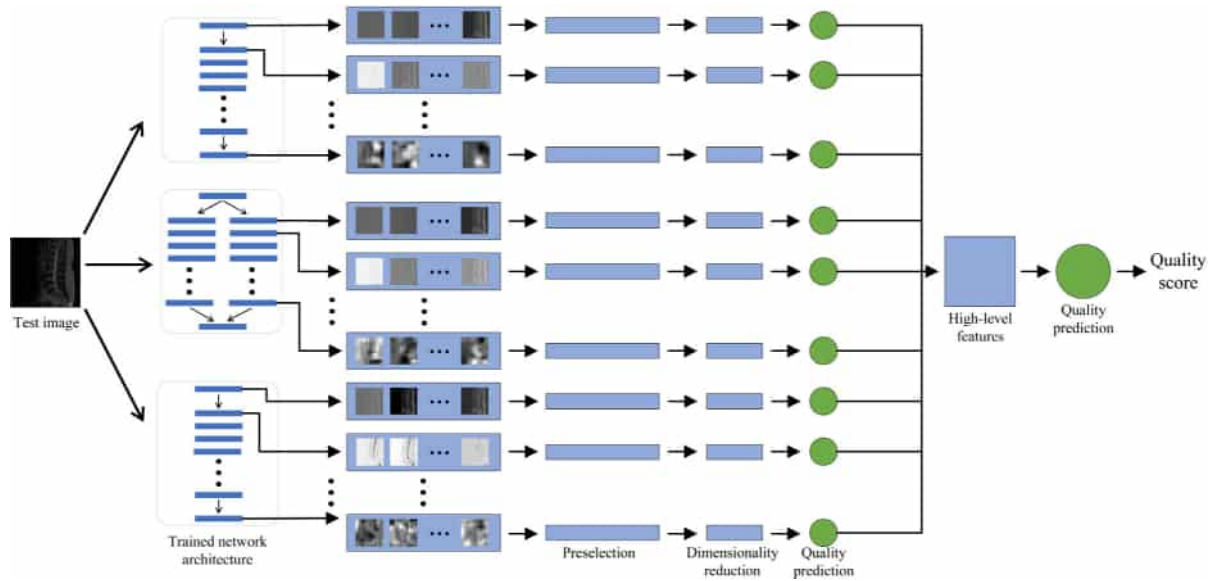 Test image
Trained network
architecture
Preselection
Dimensionality
reduction
Quality
prediction
High-level
features
Quality
prediction
Quality
score